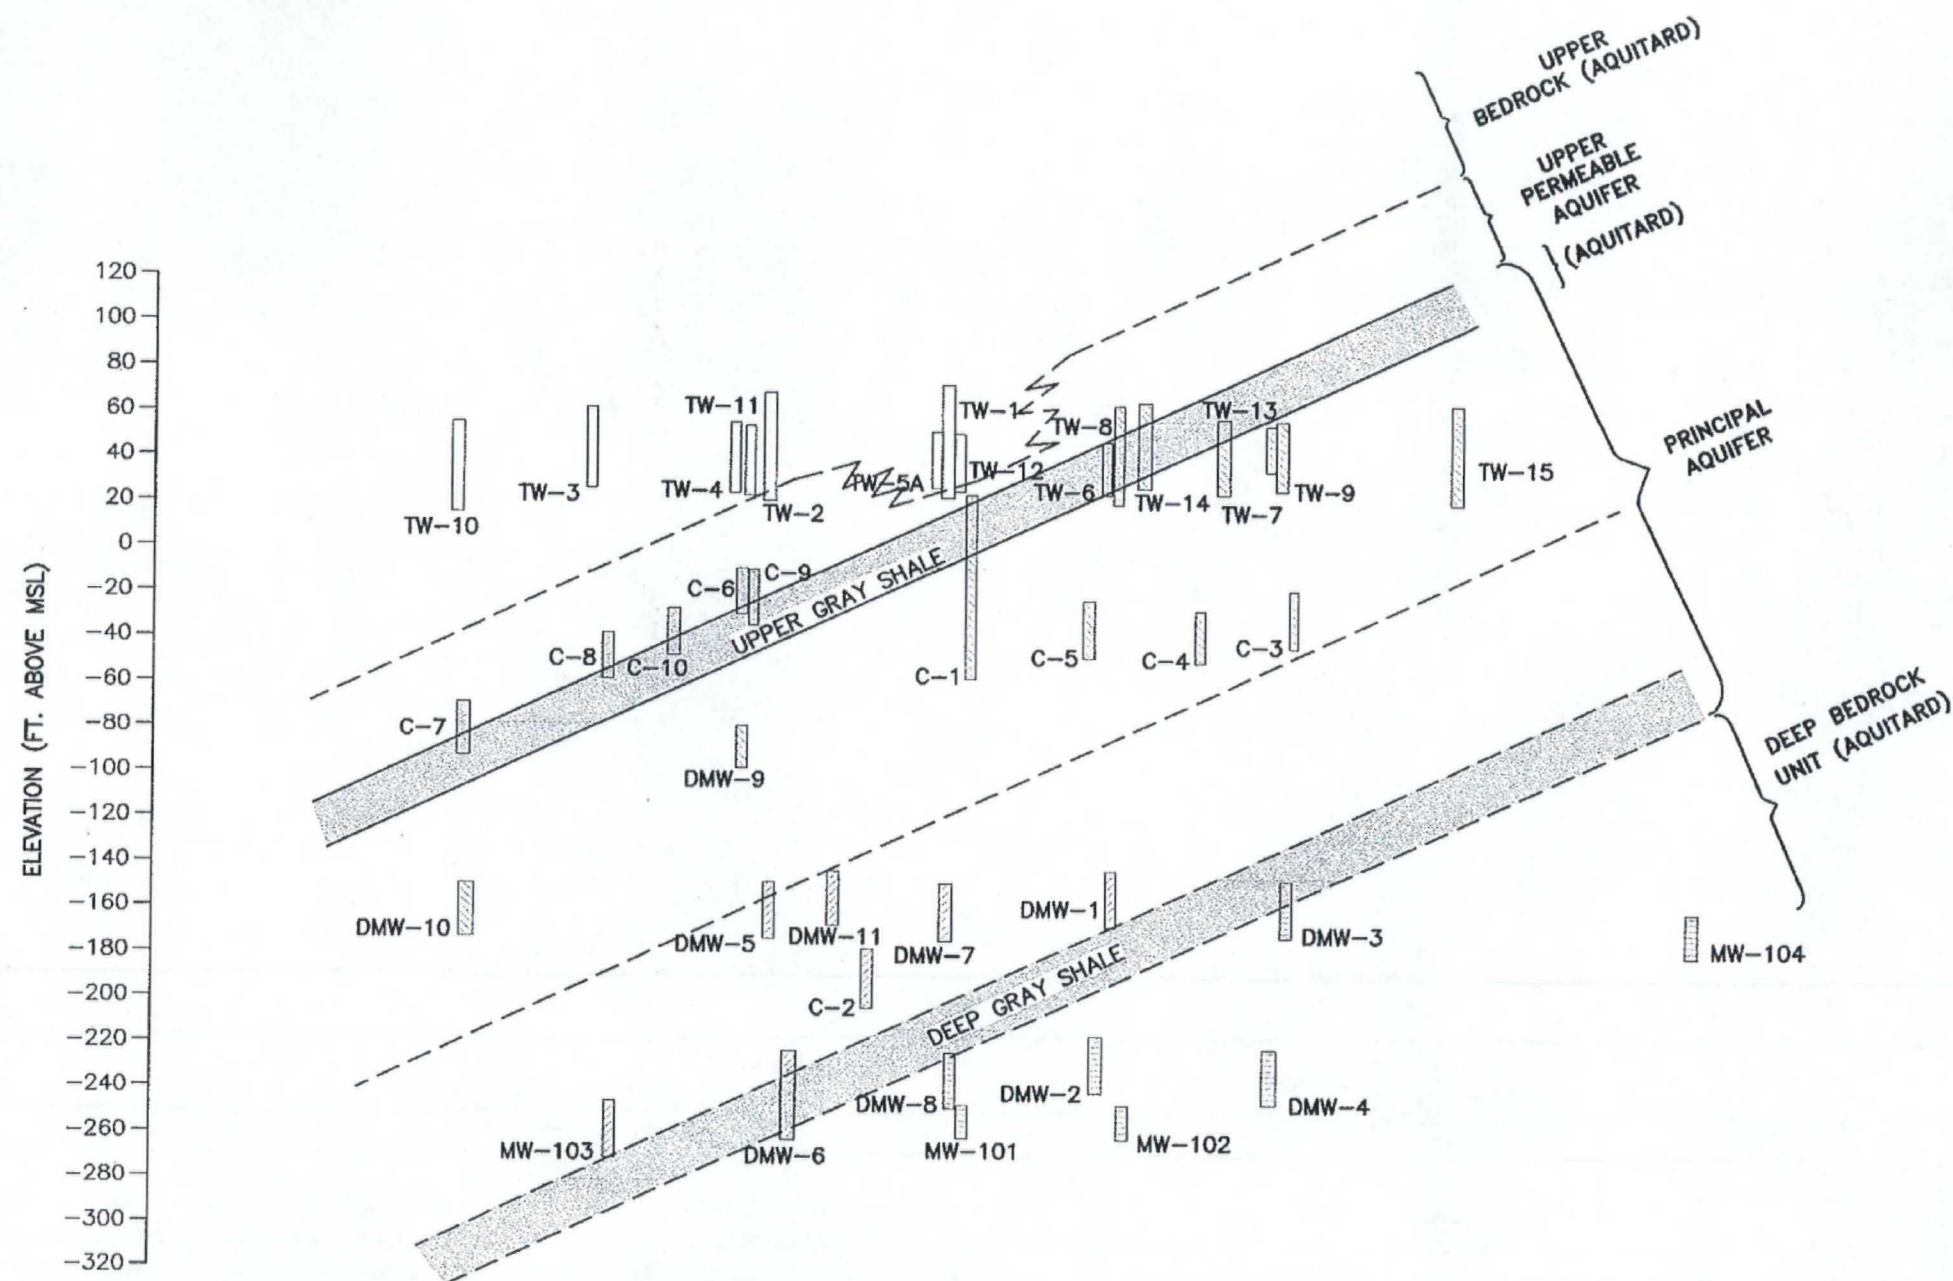 UPPER
BEDROCK (AQUITARD)
UPPER
PERMEABLE
AQUIFER
(AQUITARD)
PRINCIPAL
AQUIFER
DEEP BEDROCK
UNIT (AQUITARD)
ELEVATION (FT. ABOVE MSL)
120
100
80
60
40
20
0
-20
-40
-60
-80
-100
-120
-140
-160
-180
-200
-220
-240
-260
-280
-300
-320
TW-10
TW-3
TW-11
TW-4
TW-2
TW-5A
TW-1
TW-12
TW-8
TW-6
TW-14
TW-13
TW-7
TW-9
TW-15
C-6
C-9
C-8
C-10
C-7
UPPER GRAY SHALE
C-1
C-5
C-4
C-3
DMW-9
DMW-10
DMW-5
DMW-11
C-2
DMW-7
DMW-1
DMW-3
MW-104
DEEP GRAY SHALE
MW-103
DMW-6
DMW-8
MW-101
DMW-2
MW-102
DMW-4